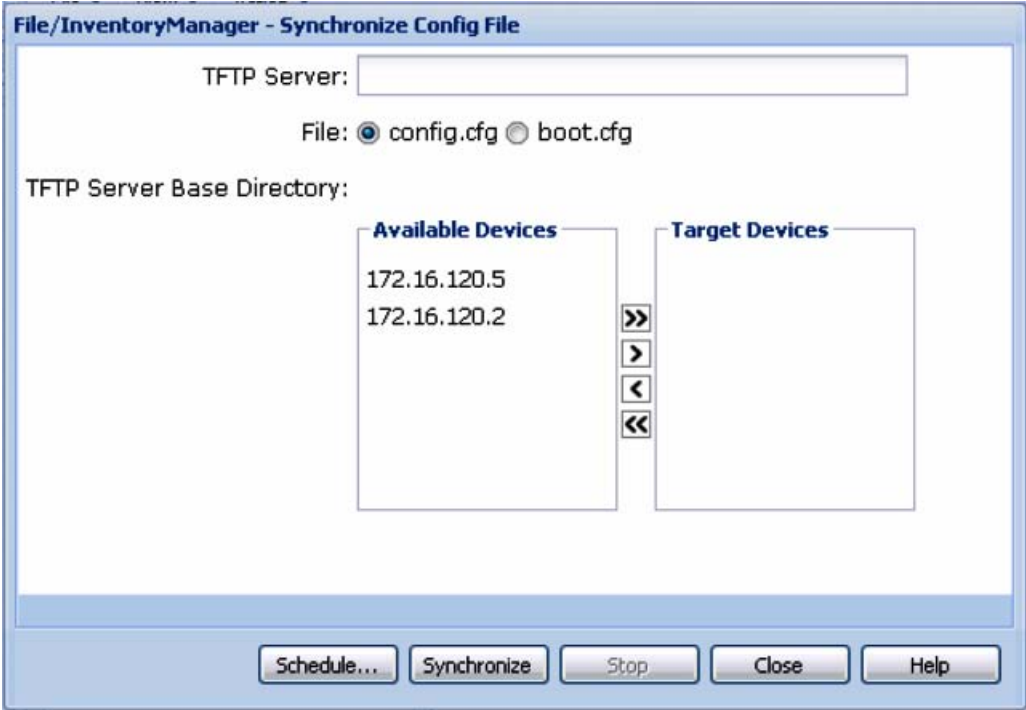 File/InventoryManager - Synchronize Config File
TFTP Server:
File: config.cfg boot.cfg
TFTP Server Base Directory:
Available Devices Target Devices
172.16.120.5
172.16.120.2
>>
>
<
<<
Schedule... Synchronize Stop Close Help